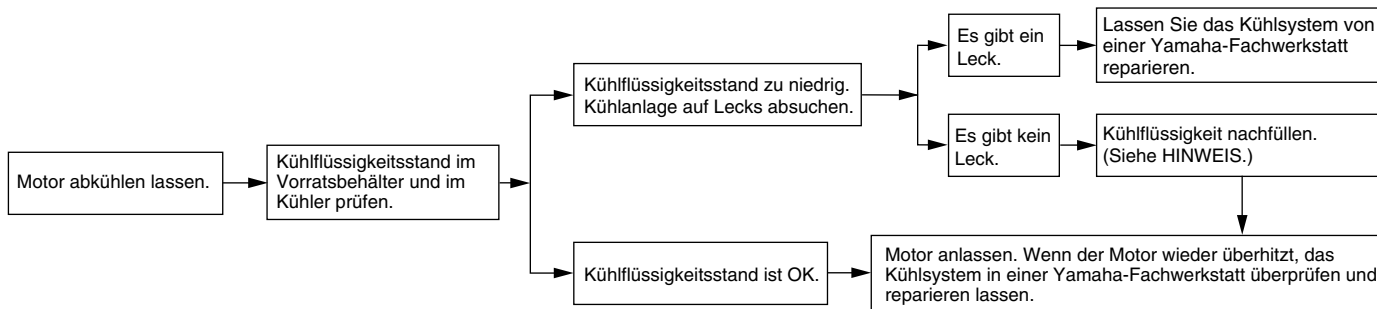 Motor abkühlen lassen.
Kühlflüssigkeitsstand im
Vorratsbehälter und im
Kühler prüfen.
Kühlflüssigkeitsstand zu niedrig.
Kühlanlage auf Lecks absuchen.
Es gibt ein
Leck.
Lassen Sie das Kühlsystem von
einer Yamaha-Fachwerkstatt
reparieren.
Es gibt kein
Leck.
Kühlflüssigkeit nachfüllen.
(Siehe HINWEIS.)
Kühlflüssigkeitsstand ist OK.
Motor anlassen. Wenn der Motor wieder überhitzt, das
Kühlsystem in einer Yamaha-Fachwerkstatt überprüfen und
reparieren lassen.